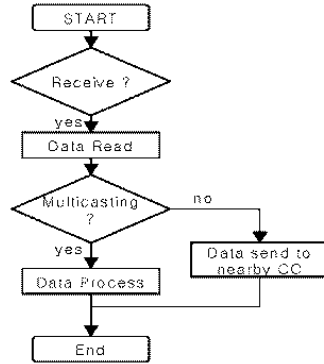 START
Receive ?
yes
Data Read
Multicasting
?
no
yes
Data send to
nearby CC
Data Process
End